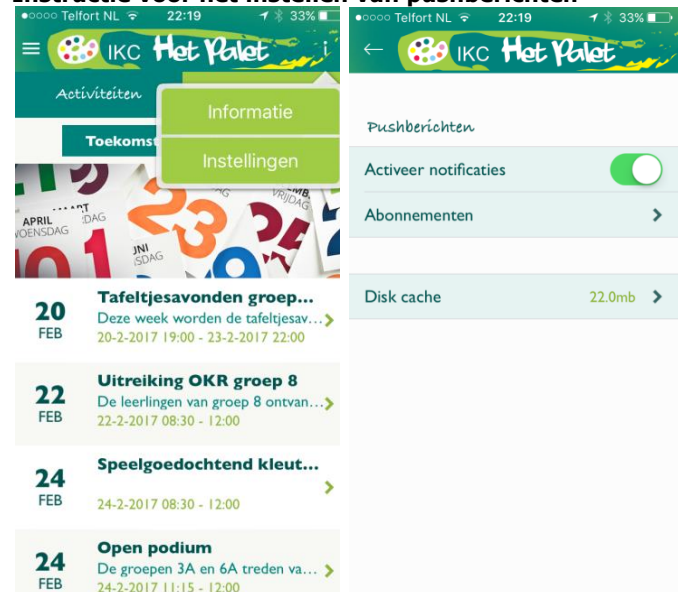 Instructie voor het instellen van pushberichten
Telfort NL 22:19 33%
IKC Het Palet
i
Activiteiten
Informatie
Instellingen
Toekomst
APRIL
WOENSDAG
DAG
JUNI
VRIJDAG
20 FEB
Tafeltjesavonden groep...
Deze week worden de tafeltjesav...
20-2-2017 19:00 - 23-2-2017 22:00
22 FEB
Uitreiking OKR groep 8
De leerlingen van groep 8 ontvan...
22-2-2017 08:30 - 12:00
24 FEB
Speelgoedochtend kleut...
24-2-2017 08:30 - 12:00
24 FEB
Open podium
De groepen 3A en 6A treden va...
24-2-2017 11:15 - 12:00
Telfort NL 22:19 33%
IKC Het Palet
Pushberichten
Activeer notificaties
Abonnementen
Disk cache 22.0mb